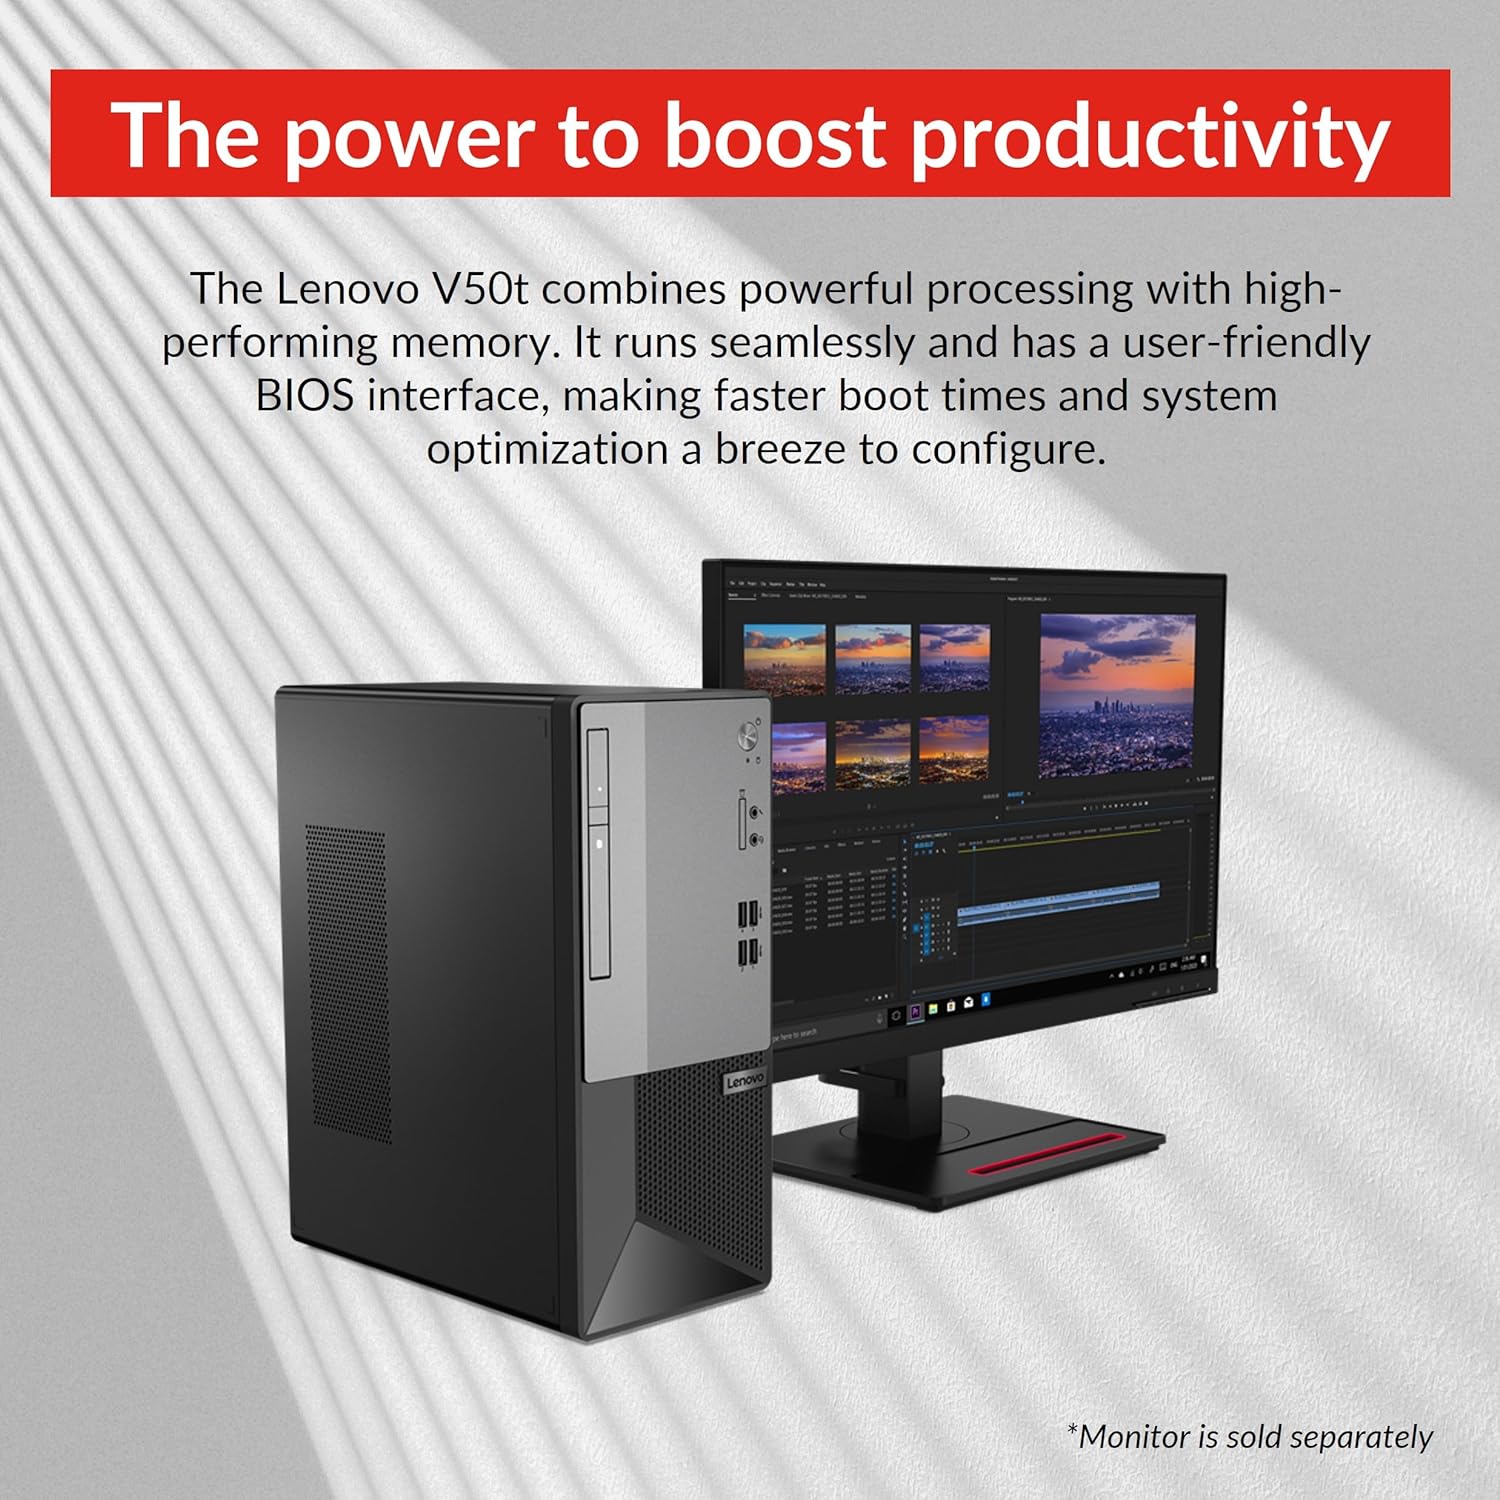 The power to boost productivity
The Lenovo V50t combines powerful processing with high-
performing memory. It runs seamlessly and has a user-friendly
BIOS interface, making faster boot times and system
optimization a breeze to configure.
Lenovo
*Monitor is sold separately